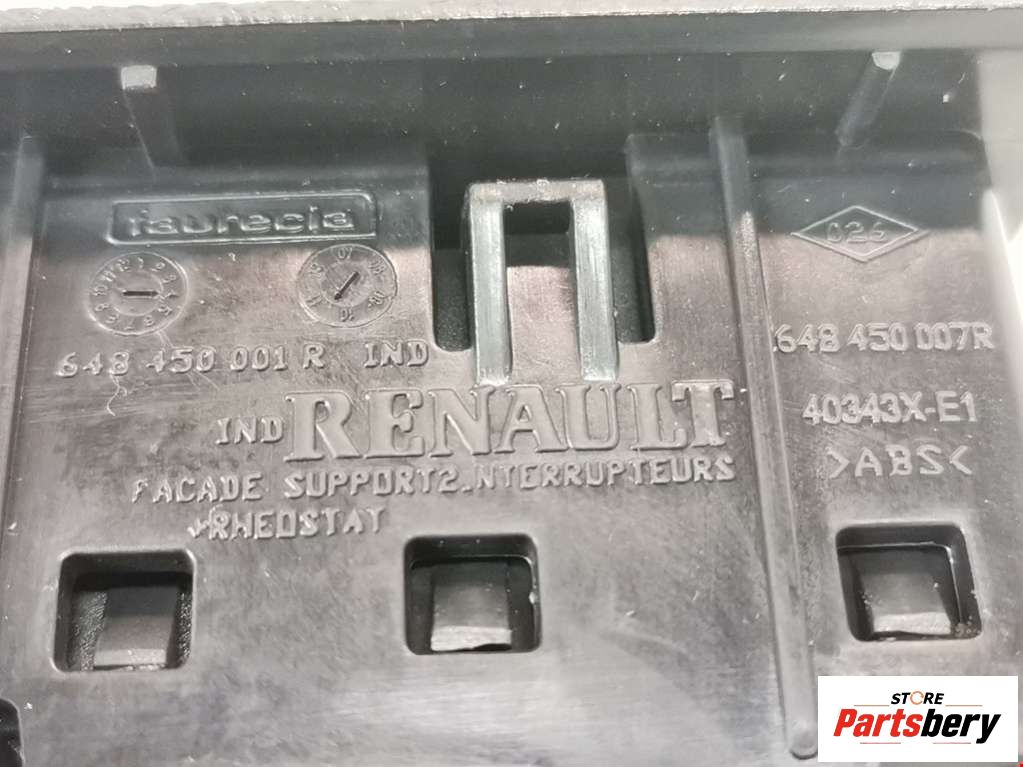 faurecia
026
648 450 001 R IND
648 450 007R
IND RENAULT
40343X-E1
>ABS<
FACADE SUPPORT2 NTERRUPTEURS
+RHEOSTAT
STORE
Partsbery